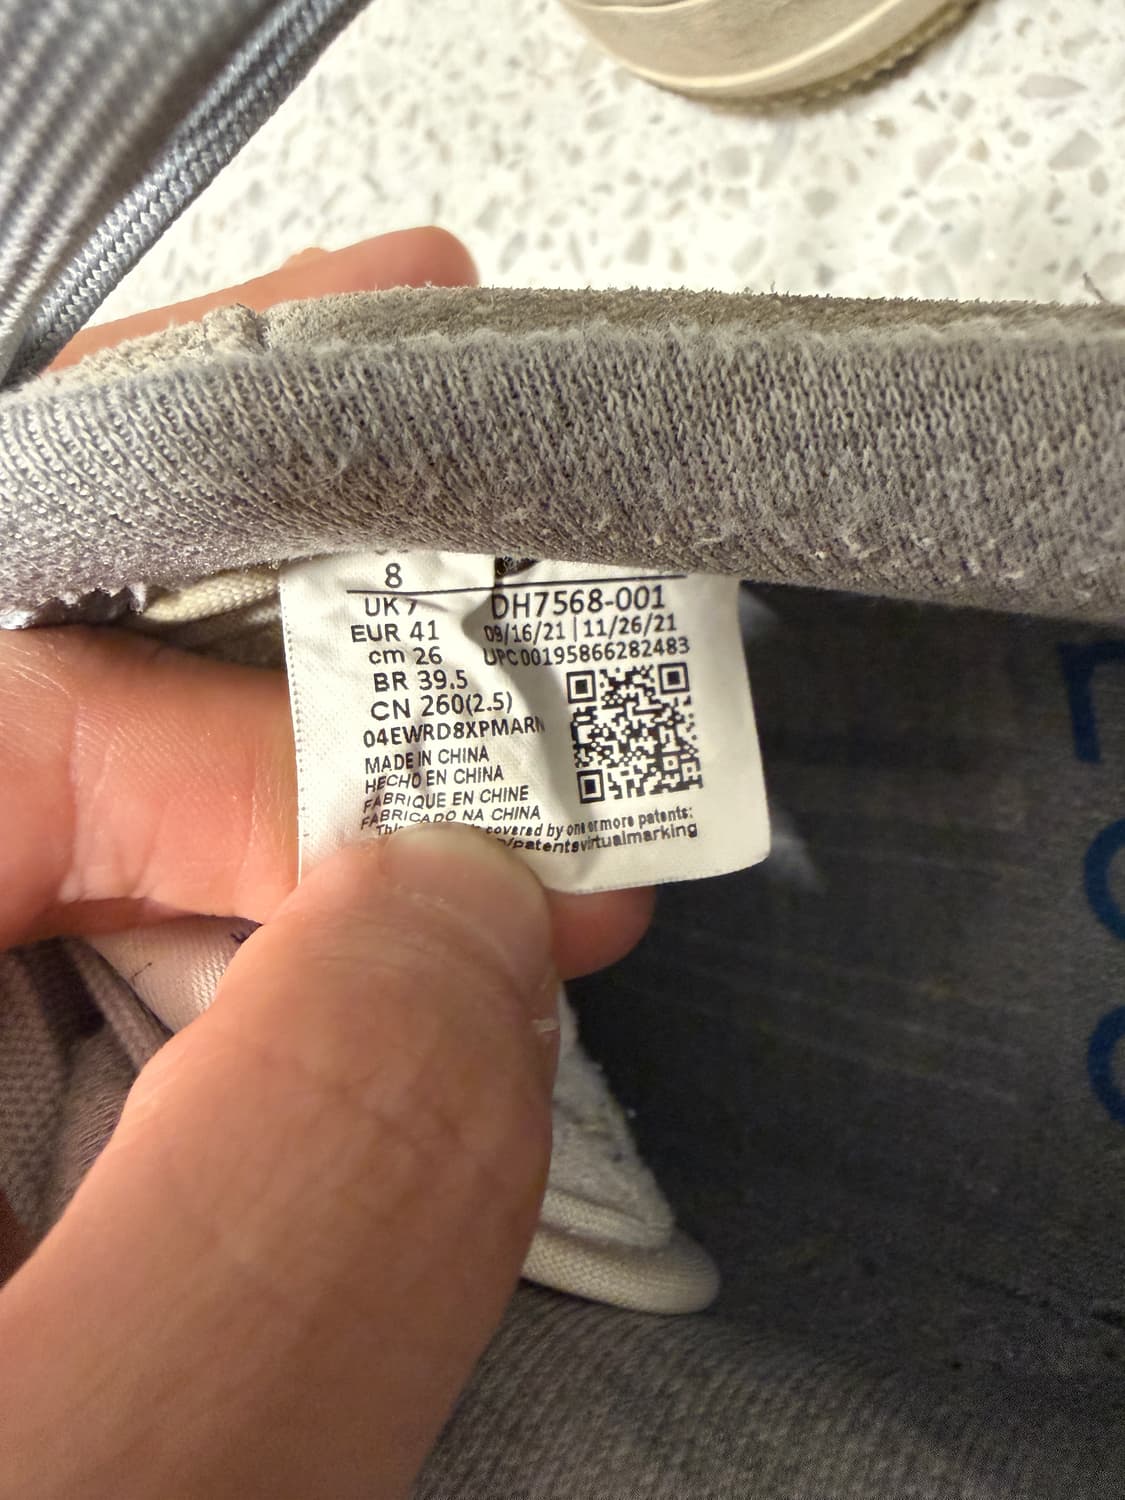 8
UK 7
EUR 41
cm 26
BR 39.5
CN 260(2.5)
04EWRD8XPMARN
MADE IN CHINA
HECHO EN CHINA
FABRIQUE EN CHINE
FABRICADO NA CHINA
DH7568-001
09/16/21 | 11/26/21
UPC00195866282483
This covered by one or more patents:
/patentsvirtualmarking